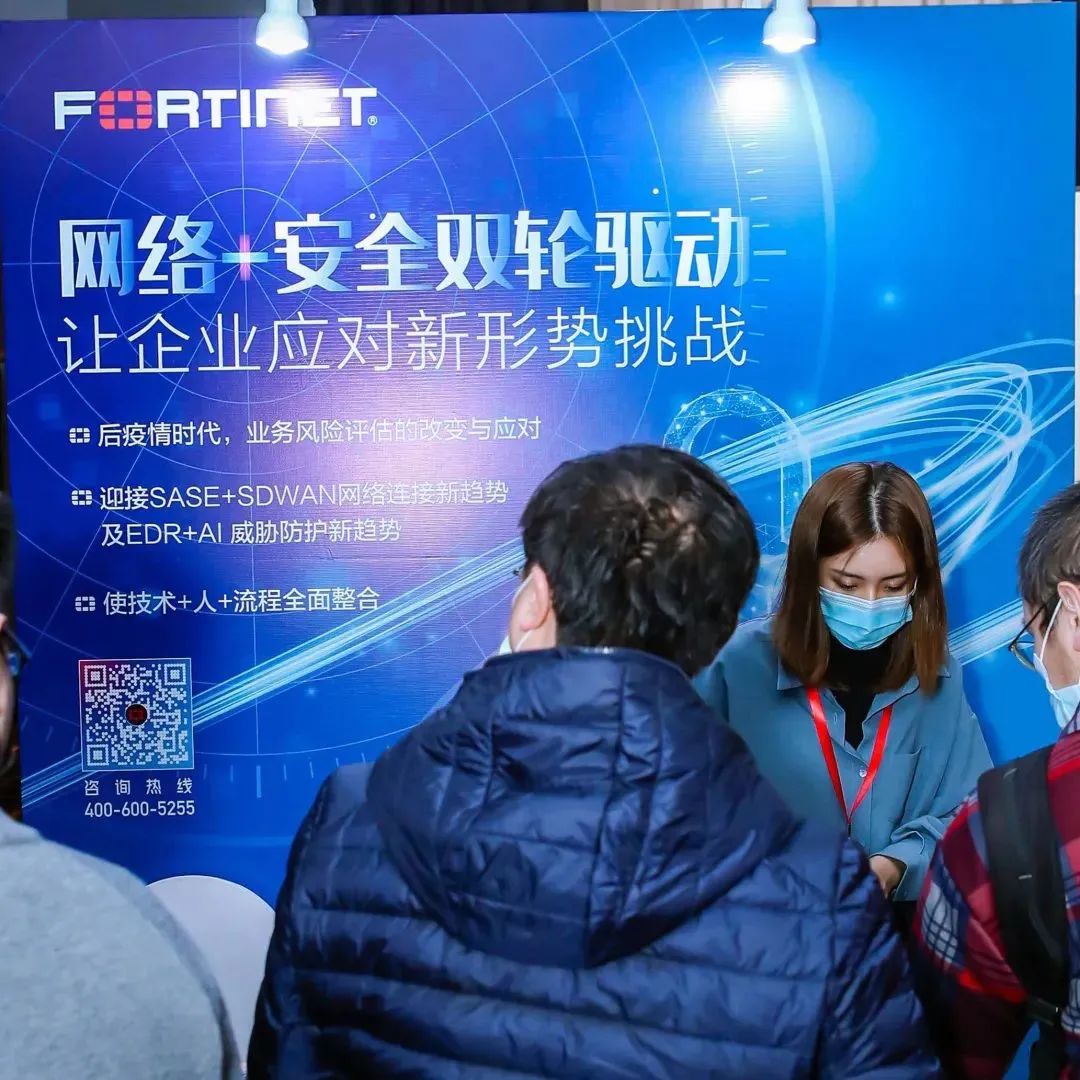 FORTINET®
网络+安全双轮驱动
让企业应对新形势挑战
后疫情时代，业务风险评估的改变与应对
迎接SASE+SDWAN网络连接新趋势
及EDR+AI 威胁防护新趋势
使技术+人+流程全面整合
咨询热线
400-600-5255